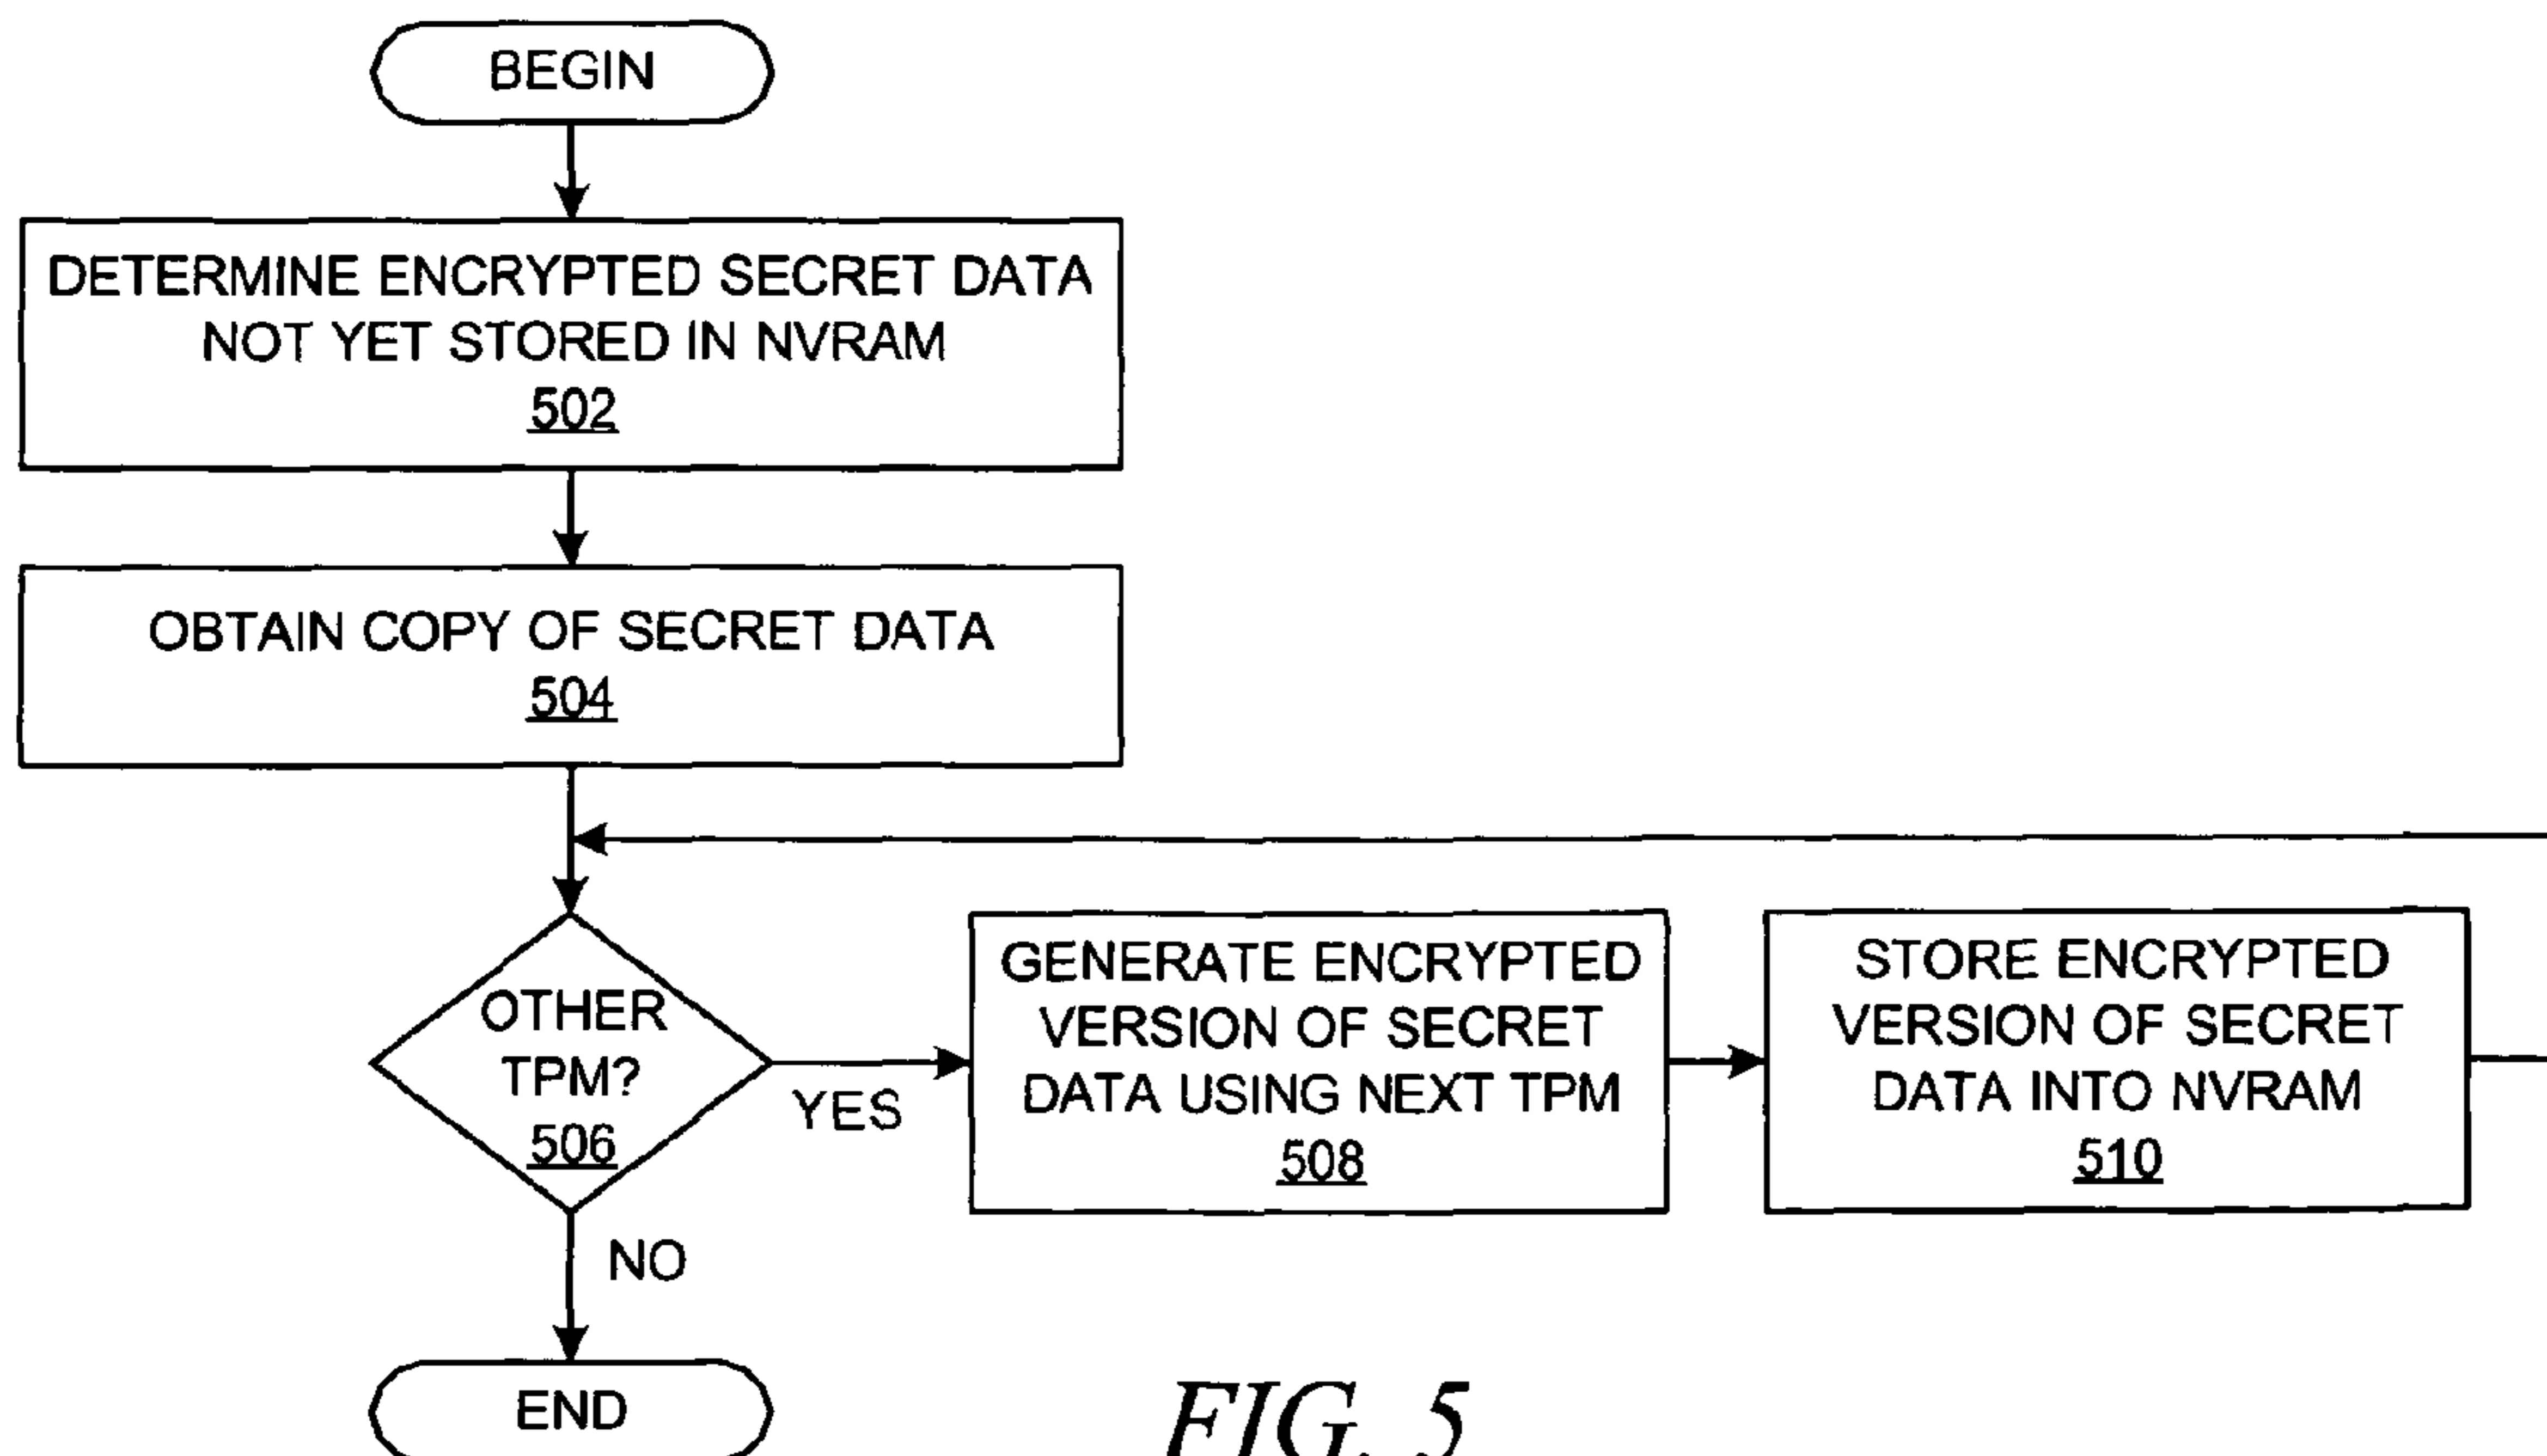 BEGIN
DETERMINE ENCRYPTED SECRET DATA
NOT YET STORED IN NVRAM
502
OBTAIN COPY OF SECRET DATA
504
OTHER
TPM?
506
YES
GENERATE ENCRYPTED
VERSION OF SECRET
DATA USING NEXT TPM
508
STORE ENCRYPTED
VERSION OF SECRET
DATA INTO NVRAM
510
NO
END
FIG. 5